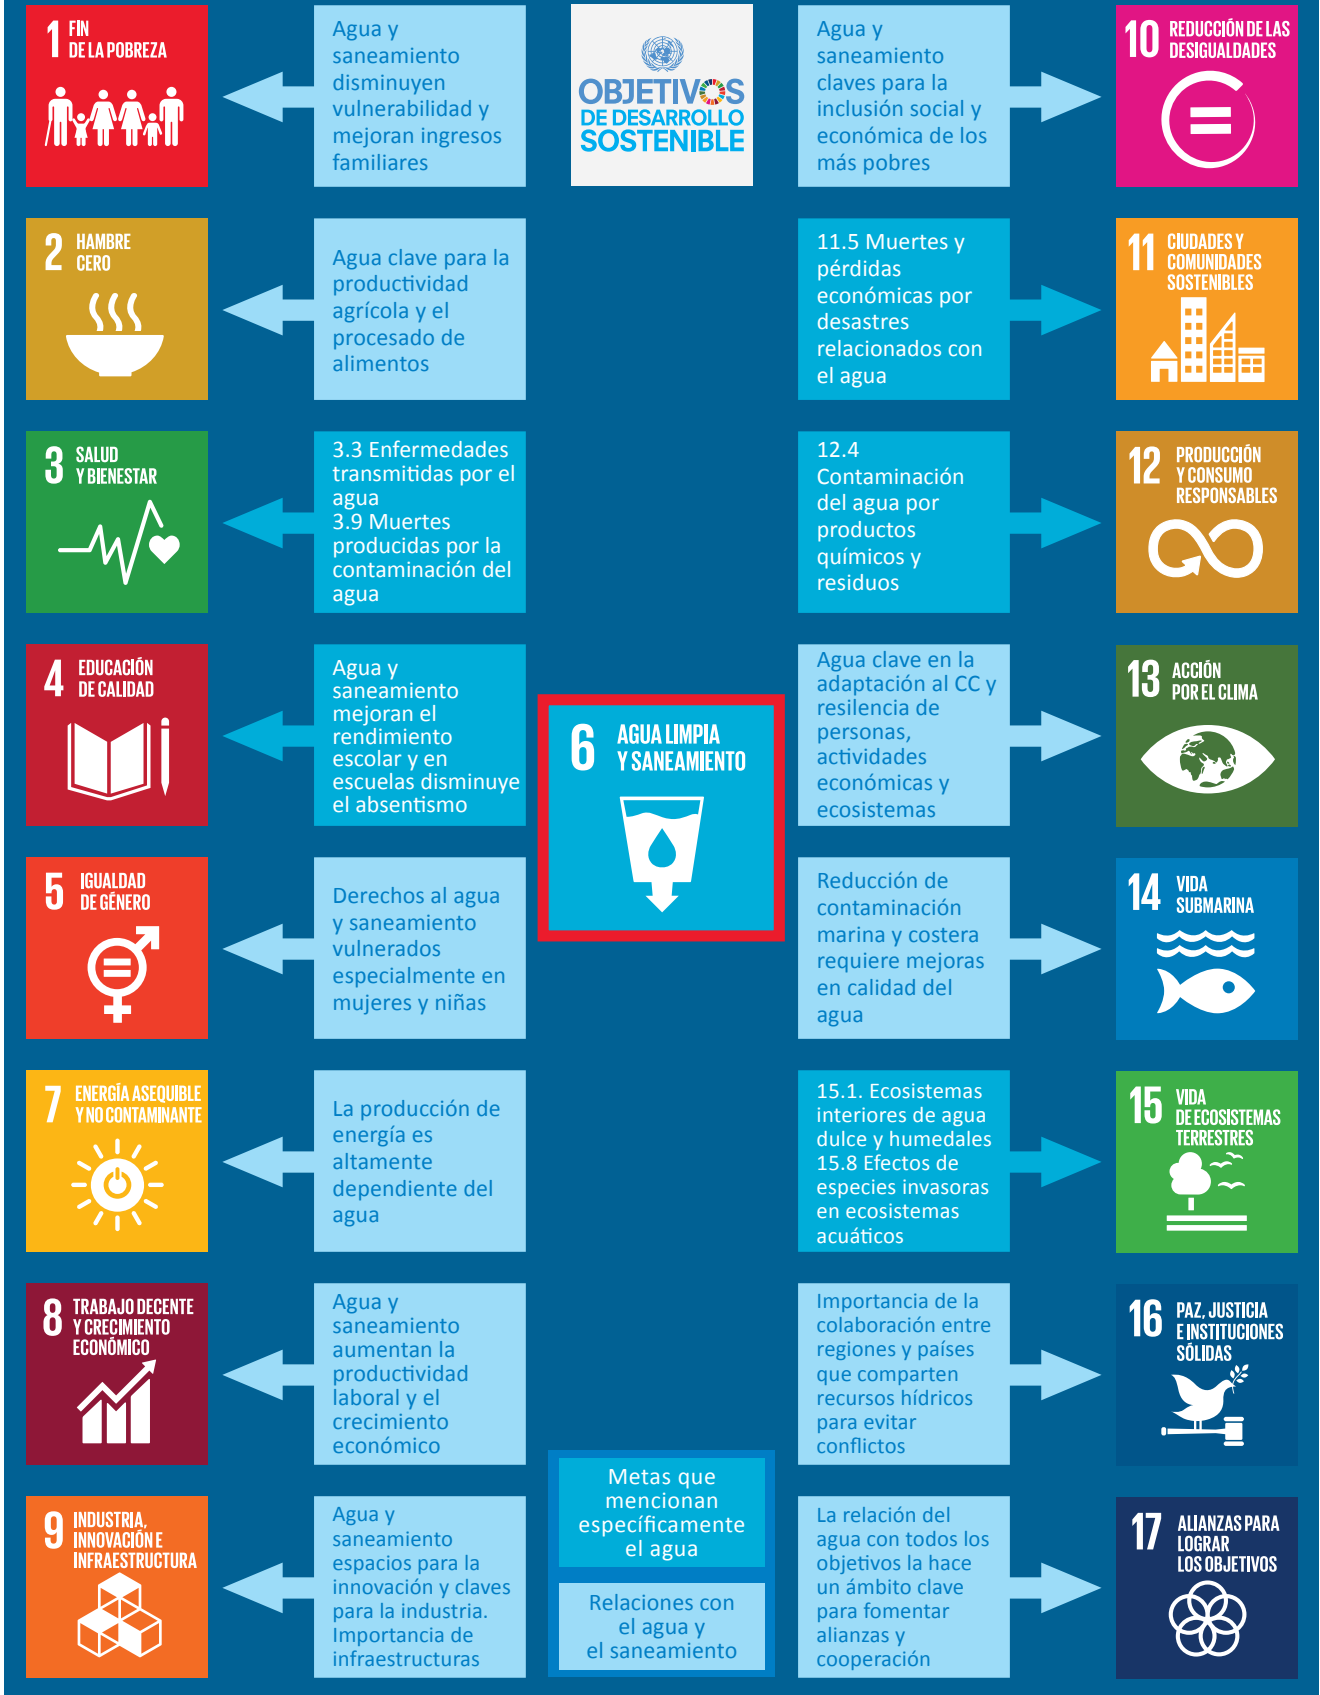 1 FIN
DE LA POBREZA
Agua y
saneamiento
disminuyen
vulnerabilidad y
mejoran ingresos
familiares
OBJETIVOS
DE DESARROLLO
SOSTENIBLE
Agua y
saneamiento
claves para la
inclusión social y
económica de los
más pobres
10 REDUCCIÓN DE LAS
DESIGUALDADES
2 HAMBRE
CERO
Agua clave para la
productividad
agrícola y el
procesado de
alimentos
11.5 Muertes y
pérdidas
económicas por
desastres
relacionados con
el agua
11 CIUDADES Y
COMUNIDADES
SOSTENIBLES
3 SALUD
Y BIENESTAR
3.3 Enfermedades
transmitidas por el
agua
3.9 Muertes
producidas por la
contaminación del
agua
12.4
Contaminación
del agua por
productos
químicos y
residuos
12 PRODUCCIÓN
Y CONSUMO
RESPONSABLES
4 EDUCACIÓN
DE CALIDAD
Agua y
saneamiento
mejoran el
rendimiento
escolar y en
escuelas disminuye
el absentismo
6 AGUA LIMPIA
Y SANEAMIENTO
Agua clave en la
adaptación al CC y
resilencia de
personas,
actividades
económicas y
ecosistemas
13 ACCIÓN
POR EL CLIMA
5 IGUALDAD
DE GÉNERO
Derechos al agua
y saneamiento
vulnerados
especialmente en
mujeres y niñas
Reducción de
contaminación
marina y costera
requiere mejoras
en calidad del
agua
14 VIDA
SUBMARINA
7 ENERGÍA ASEQUIBLE
Y NO CONTAMINANTE
La producción de
energía es
altamente
dependiente del
agua
15.1. Ecosistemas
interiores de agua
dulce y humedales
15.8 Efectos de
especies invasoras
en ecosistemas
acuáticos
15 VIDA
DE ECOSISTEMAS
TERRESTRES
8 TRABAJO DECENTE
Y CRECIMIENTO
ECONÓMICO
Agua y
saneamiento
aumentan la
productividad
laboral y el
crecimiento
económico
Importancia de la
colaboración entre
regiones y países
que comparten
recursos hídricos
para evitar
conflictos
16 PAZ, JUSTICIA
E INSTITUCIONES
SÓLIDAS
9 INDUSTRIA,
INNOVACIÓN E
INFRAESTRUCTURA
Agua y
saneamiento
espacios para la
innovación y claves
para la industria.
Importancia de
infraestructuras
Metas que
mencionan
específicamente
el agua
Relaciones con
el agua y
el saneamiento
La relación del
agua con todos los
objetivos la hace
un ámbito clave
para fomentar
alianzas y
cooperación
17 ALIANZAS PARA
LOGRAR
LOS OBJETIVOS